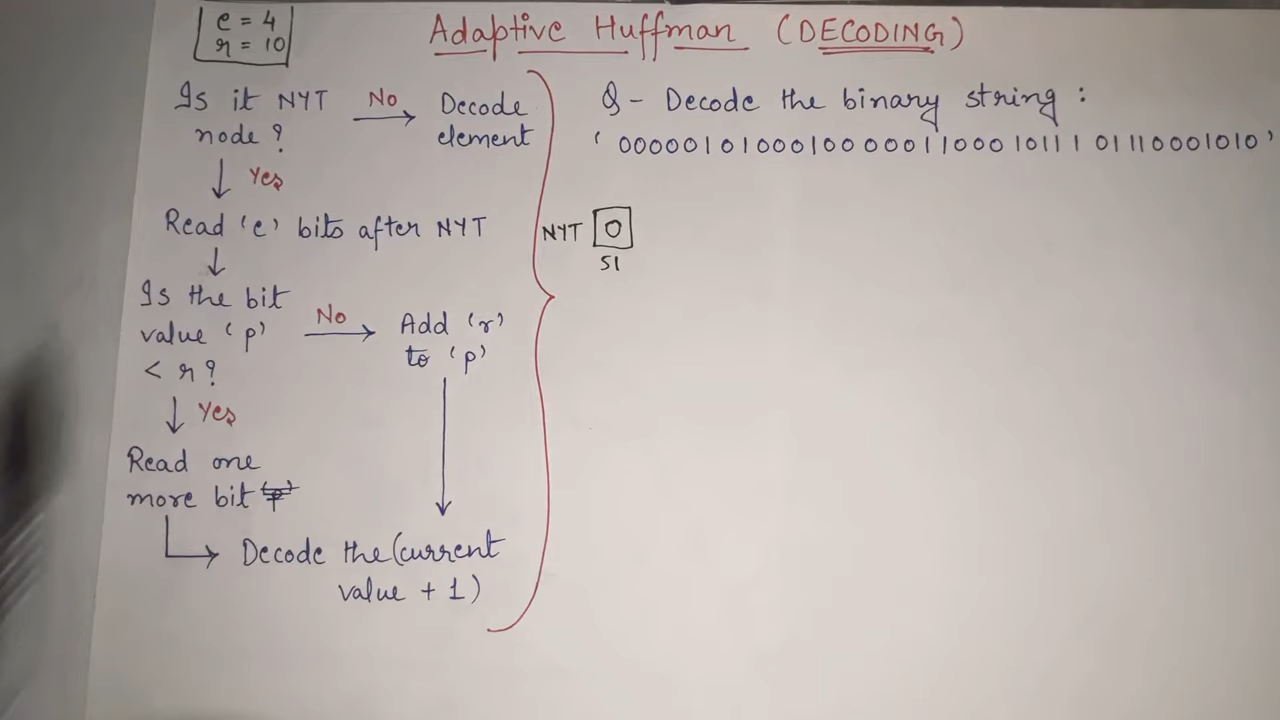 e = 4
r = 10
Adaptive Huffman (DECODING)
Is it NYT No Decode
node ? element
Yes
Read 'e' bits after NYT
Is the bit
value 'p' No Add 'r'
< r ? to 'p'
Yes
Read one
more bit
Decode the (current
value + 1)
Q - Decode the binary string :
' 00000101000100000110001011101110001010 '
NYT 0
51